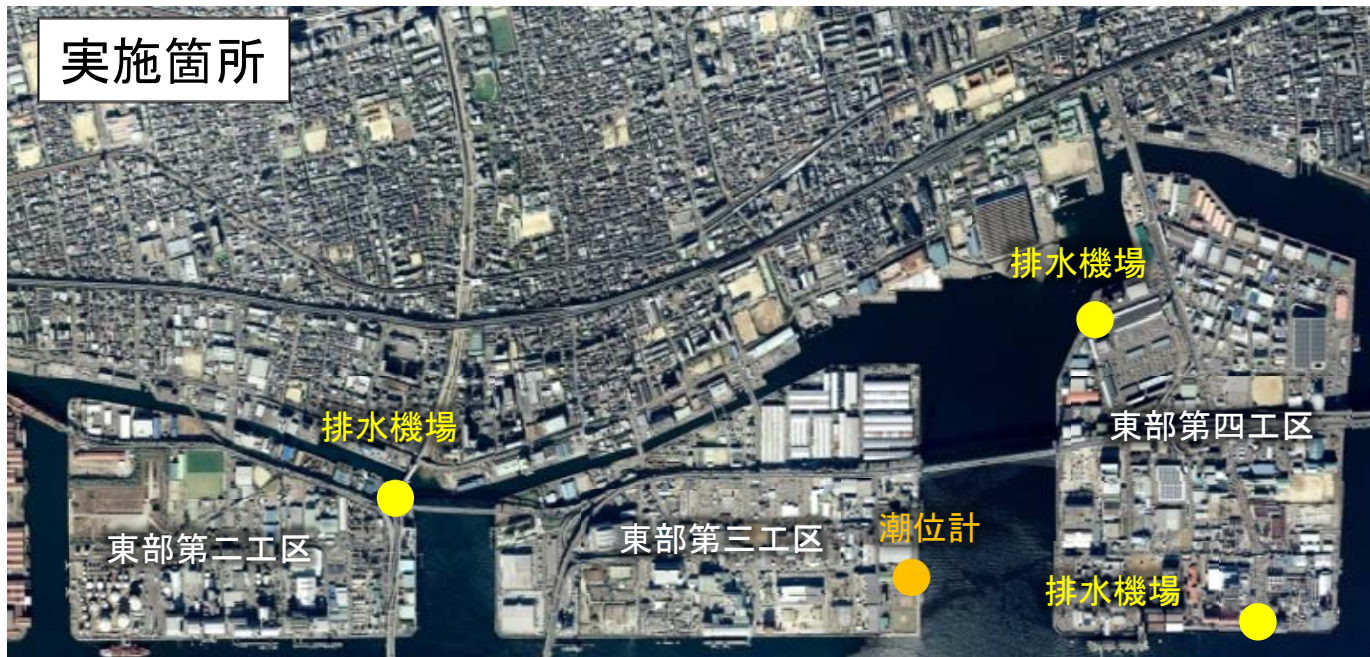 実施箇所
排水機場
排水機場
東部第四工区
東部第二工区
東部第三工区
潮位計
排水機場